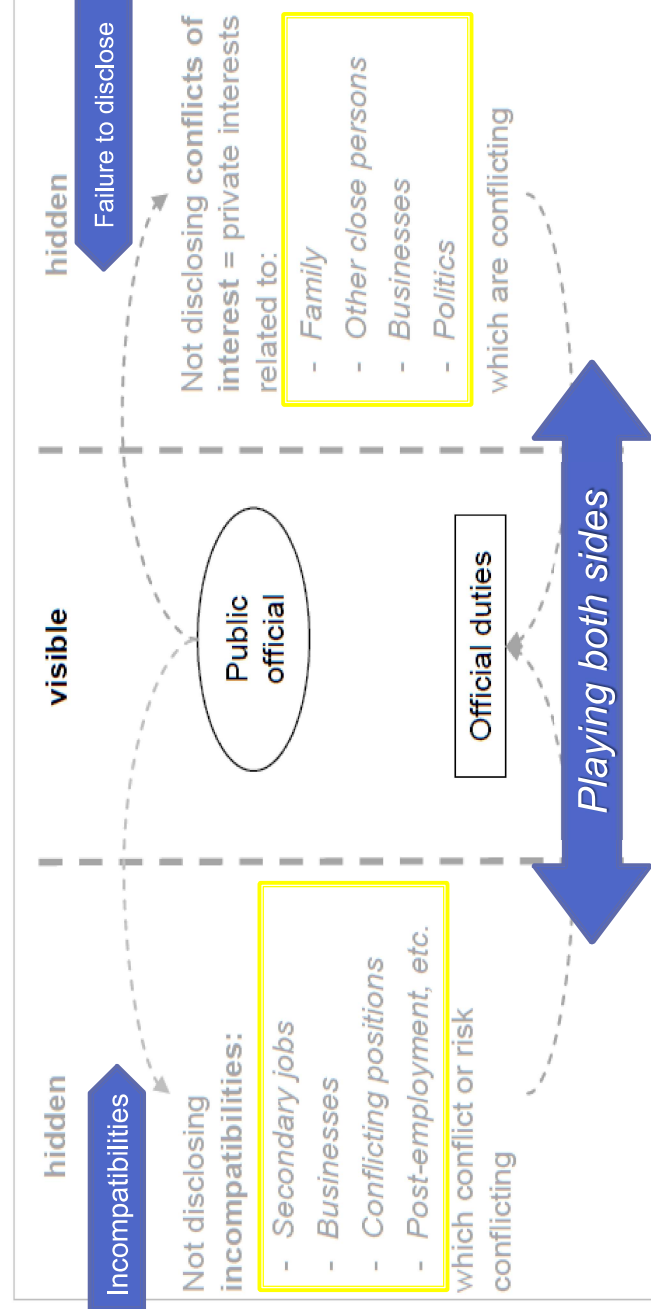 hidden
Incompatibilities
Not disclosing
incompatibilities:
- Secondary jobs
- Businesses
- Conflicting positions
- Post-employment, etc.
which conflict or risk
conflicting
visible
Public
official
Official duties
Playing both sides
hidden
Failure to disclose
Not disclosing conflicts of
interest = private interests
related to:
- Family
- Other close persons
- Businesses
- Politics
which are conflicting